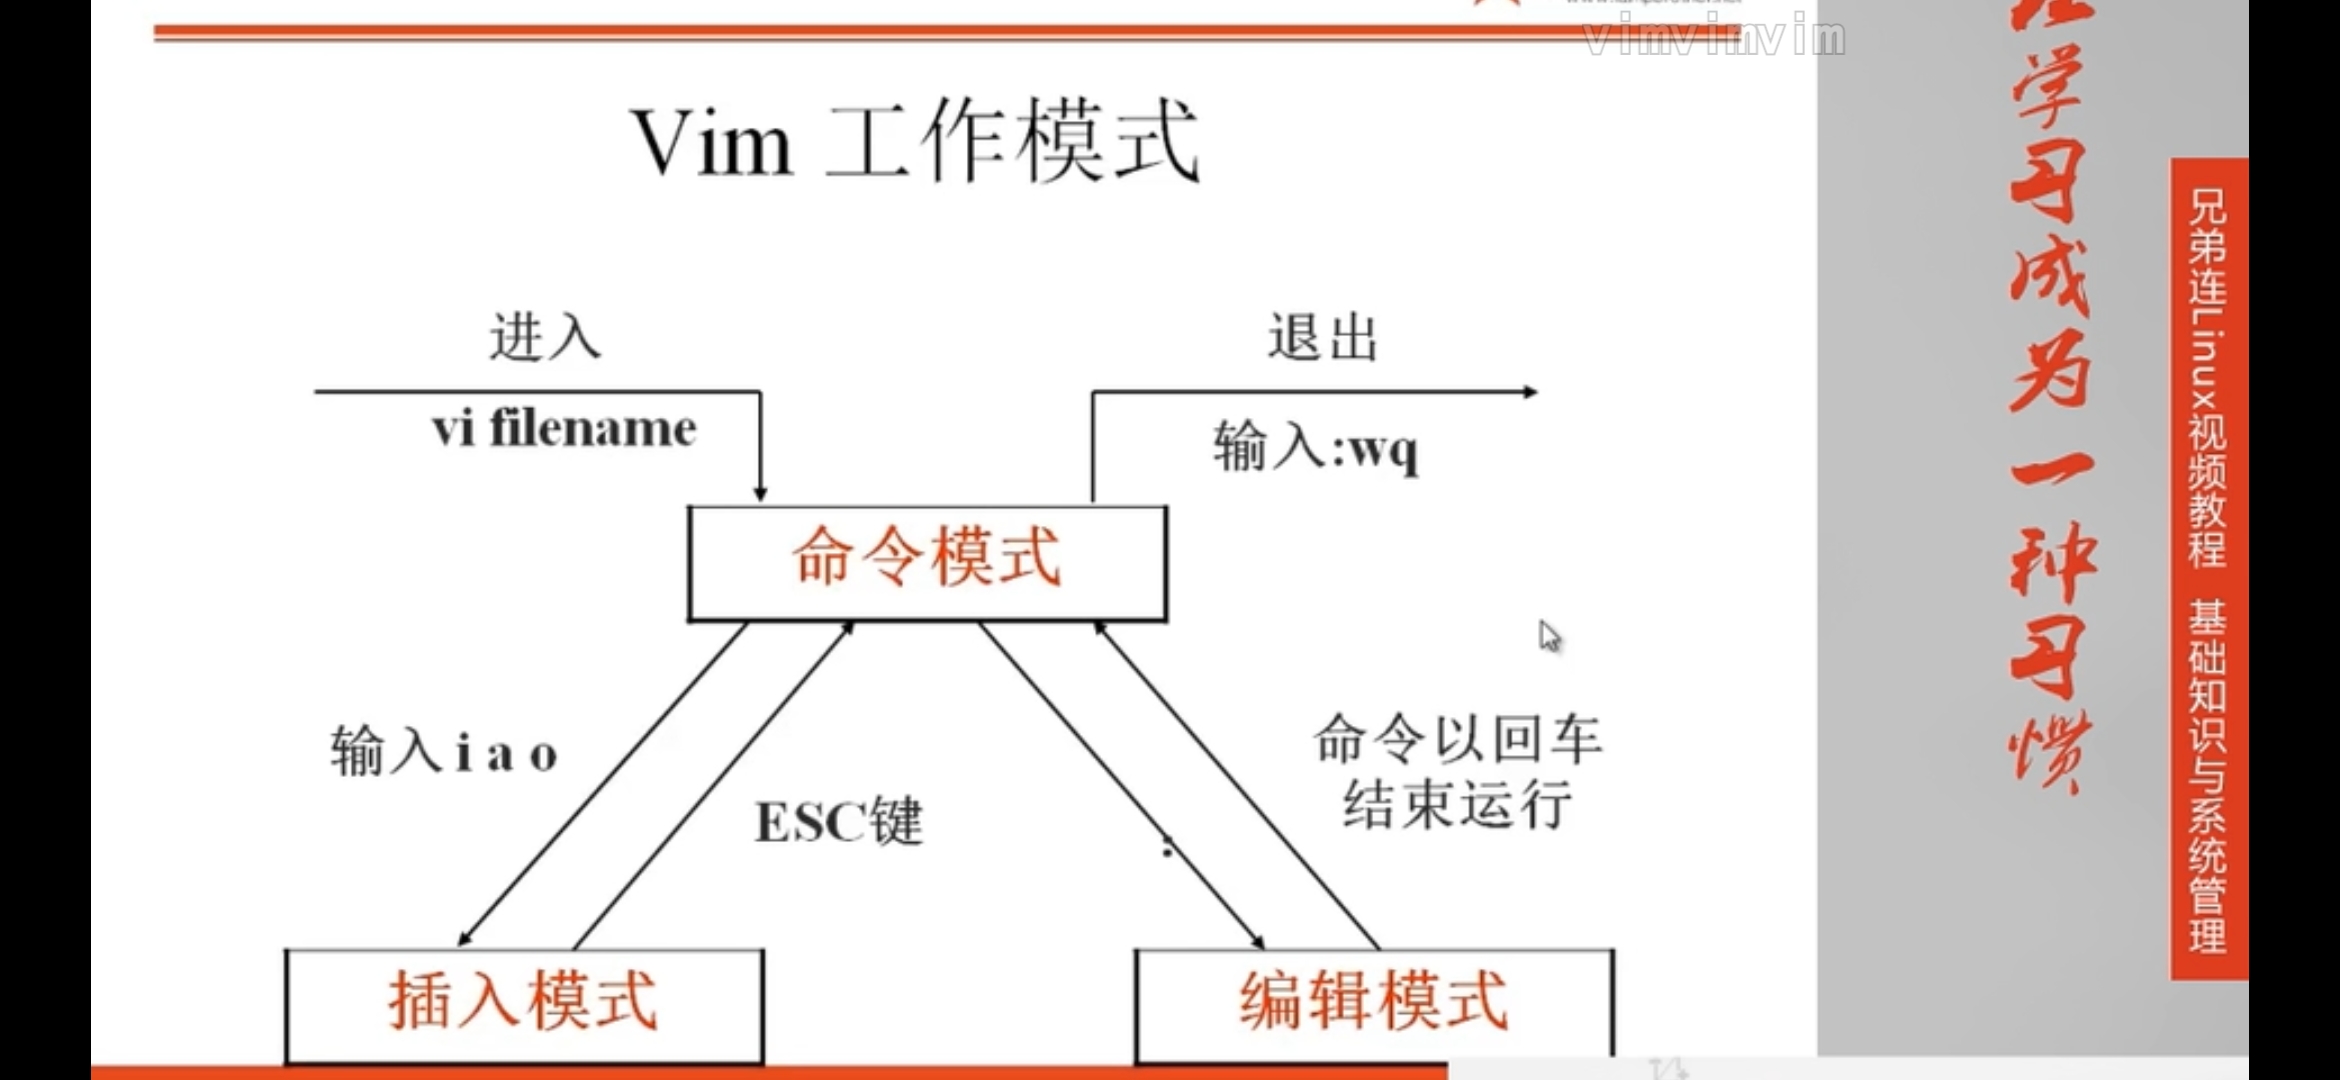 vimvimvim
Vim 工作模式
进入
vi filename
退出
输入:wq
命令模式
输入 i a o
ESC键
:
命令以回车
结束运行
插入模式
编辑模式
学习成为一种习惯
兄弟连Linux视频教程 基础知识与系统管理